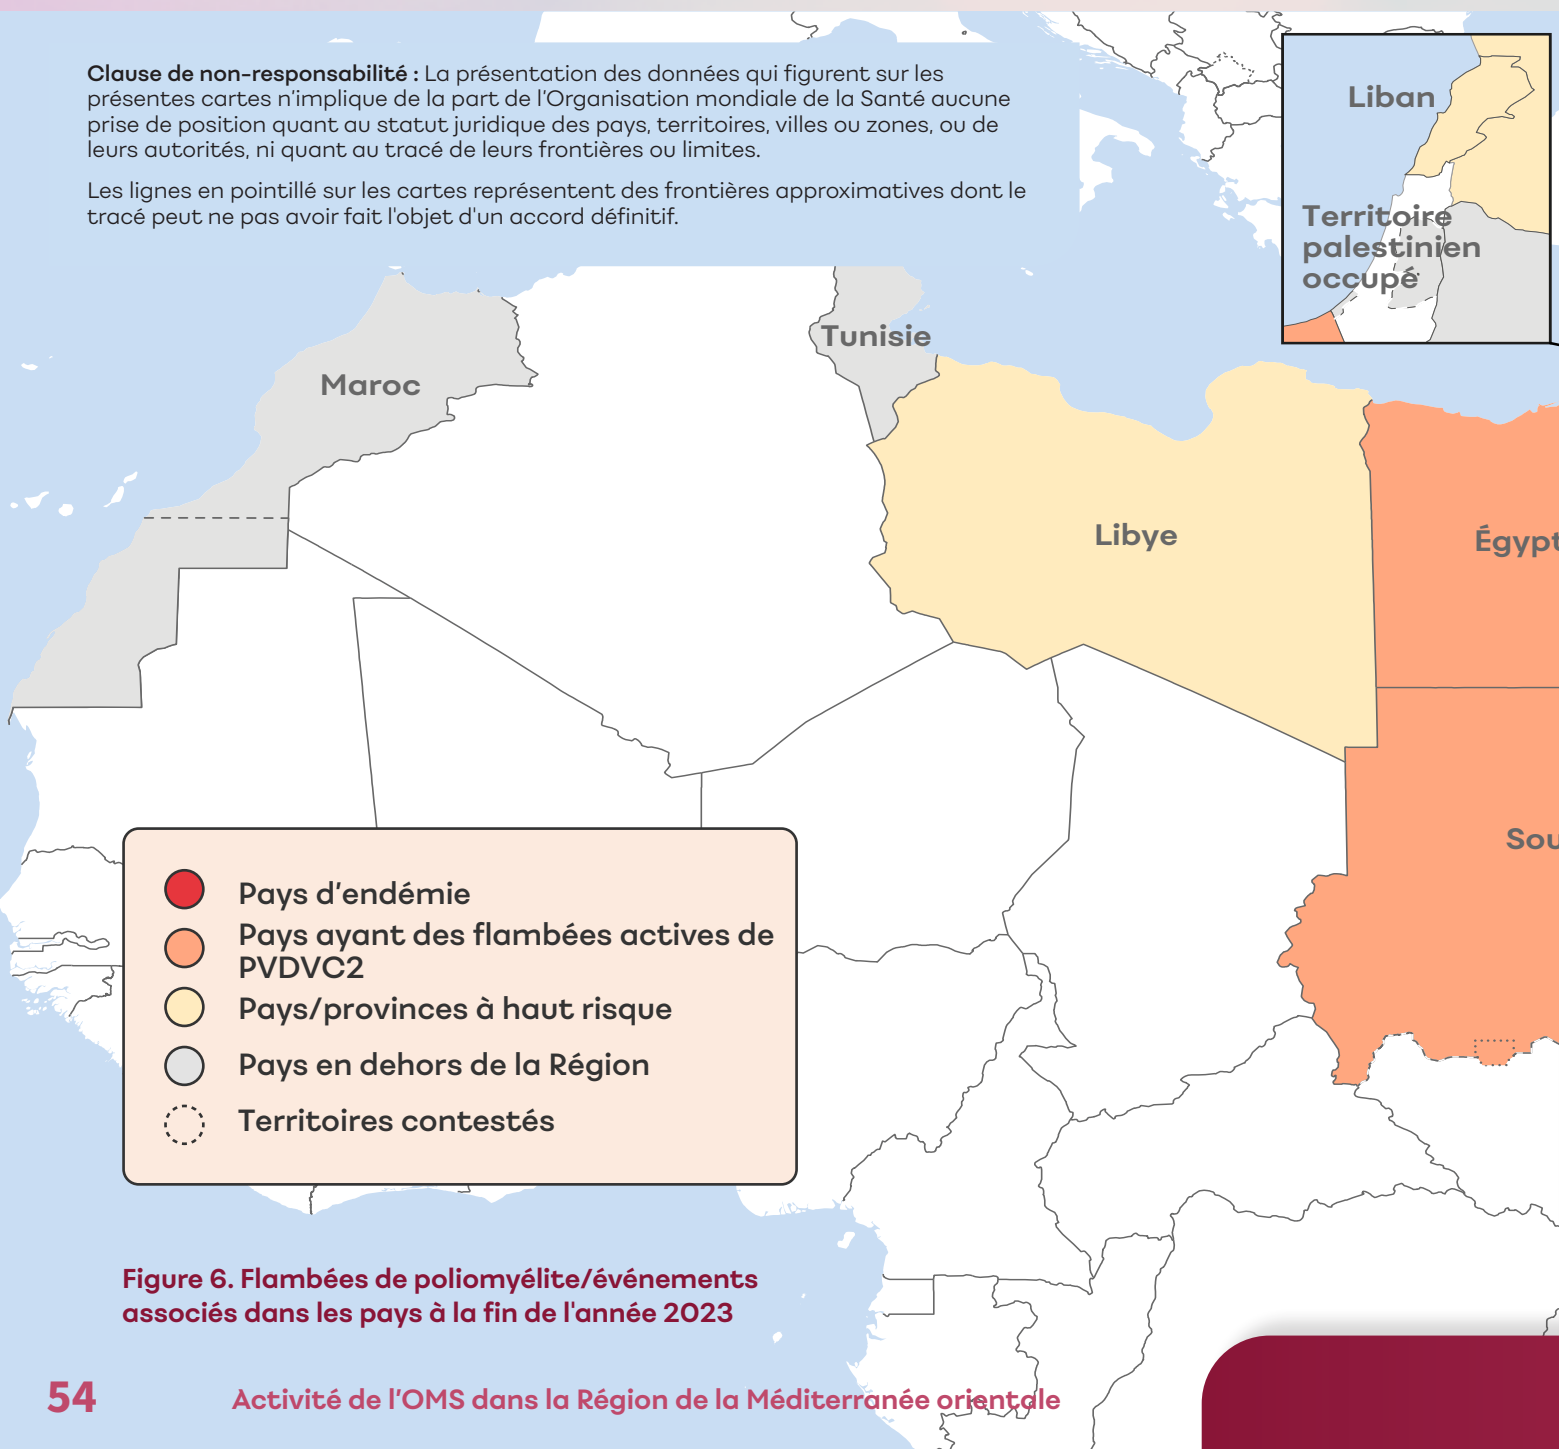 Clause de non-responsabilité : La présentation des données qui figurent sur les
présentes cartes n’implique de la part de l’Organisation mondiale de la Santé aucune
prise de position quant au statut juridique des pays, territoires, villes ou zones, ou de
leurs autorités, ni quant au tracé de leurs frontières ou limites.
Les lignes en pointillé sur les cartes représentent des frontières approximatives dont le
tracé peut ne pas avoir fait l'objet d'un accord définitif.
Liban
Territoire
palestinien
occupé
Tunisie
Maroc
Libye
Égypt
Sou
Pays d’endémie
Pays ayant des flambées actives de
PVDVC2
Pays/provinces à haut risque
Pays en dehors de la Région
Territoires contestés
Figure 6. Flambées de poliomyélite/événements
associés dans les pays à la fin de l'année 2023
54
Activité de l’OMS dans la Région de la Méditerranée orientale